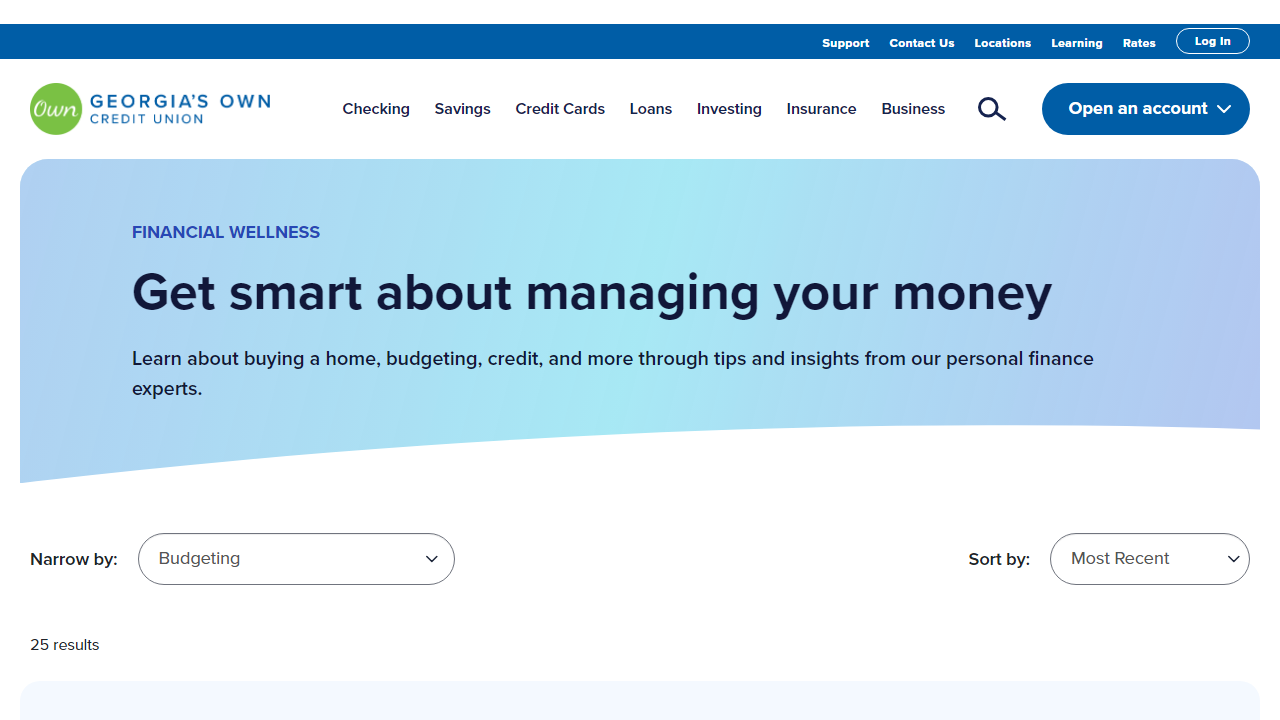 Support Contact Us Locations Learning Rates Log In
Own GEORGIA'S OWN
CREDIT UNION
Checking Savings Credit Cards Loans Investing Insurance Business Open an account
FINANCIAL WELLNESS
Get smart about managing your money
Learn about buying a home, budgeting, credit, and more through tips and insights from our personal finance
experts.
Narrow by: Budgeting Sort by: Most Recent
25 results